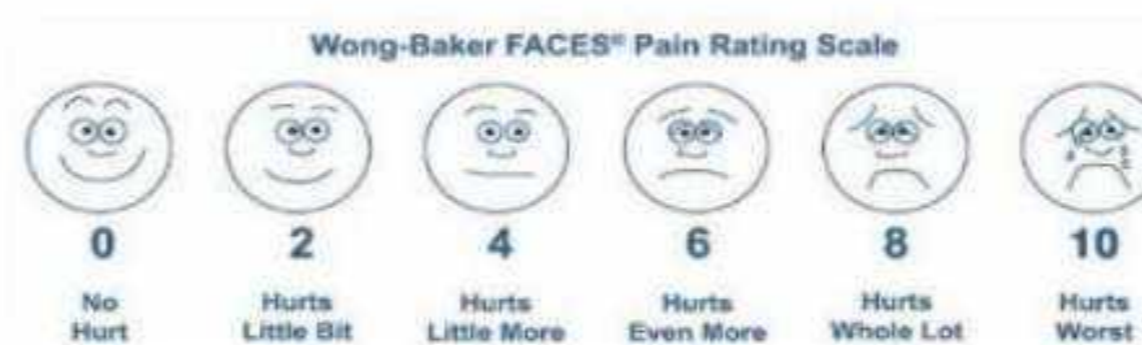 Wong-Baker FACES® Pain Rating Scale
0 2 4 6 8 10
No Hurts Hurts Hurts Hurts Hurts
Hurt Little Bit Little More Even More Whole Lot Worst